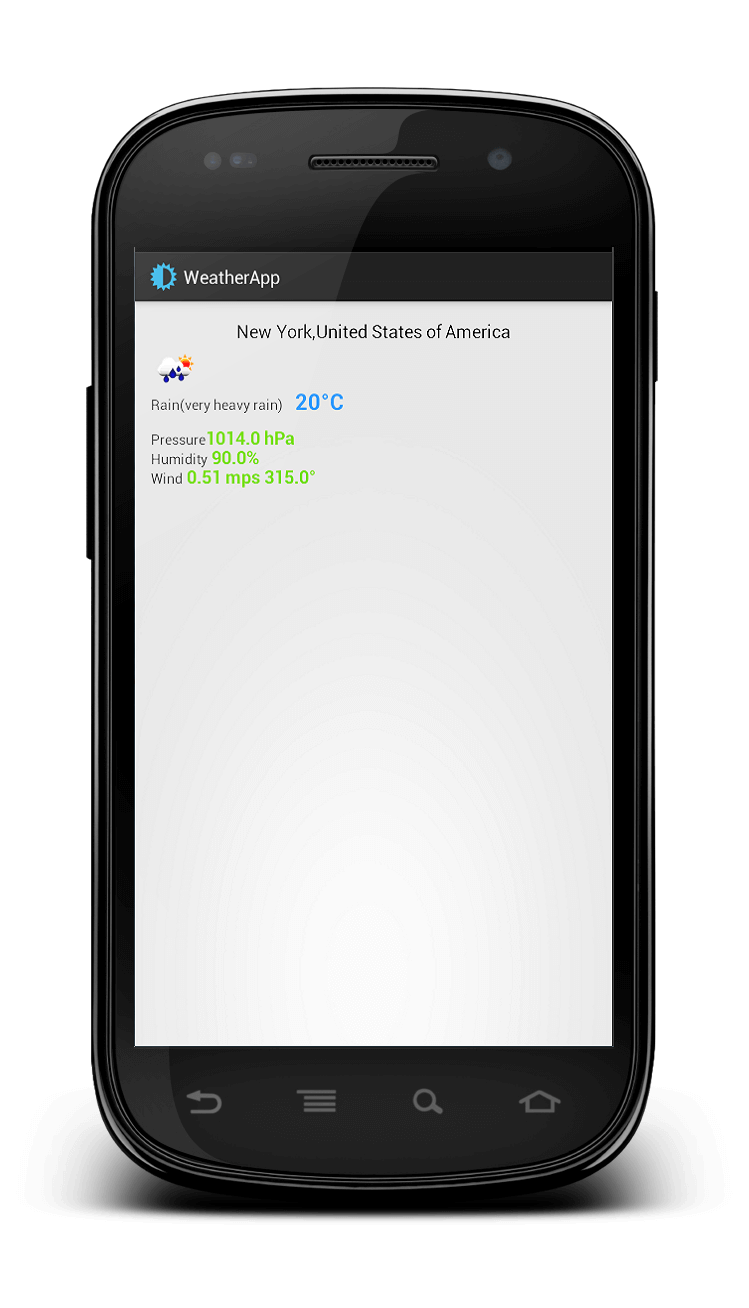 WeatherApp
New York,United States of America
Rain(very heavy rain) 20°C
Pressure1014.0 hPa
Humidity 90.0%
Wind 0.51 mps 315.0°